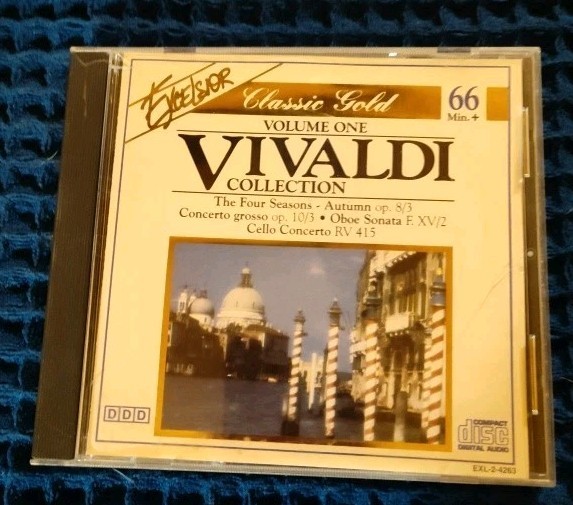 EXCELSIOR
Classic Gold
66
Min.+
VOLUME ONE
VIVALDI
COLLECTION
The Four Seasons - Autumn op. 8/3
Concerto grosso op. 10/3 • Oboe Sonata F. XV/2
Cello Concerto RV 415
DDD
COMPACT
disc
DIGITAL AUDIO
EXL-2-4263